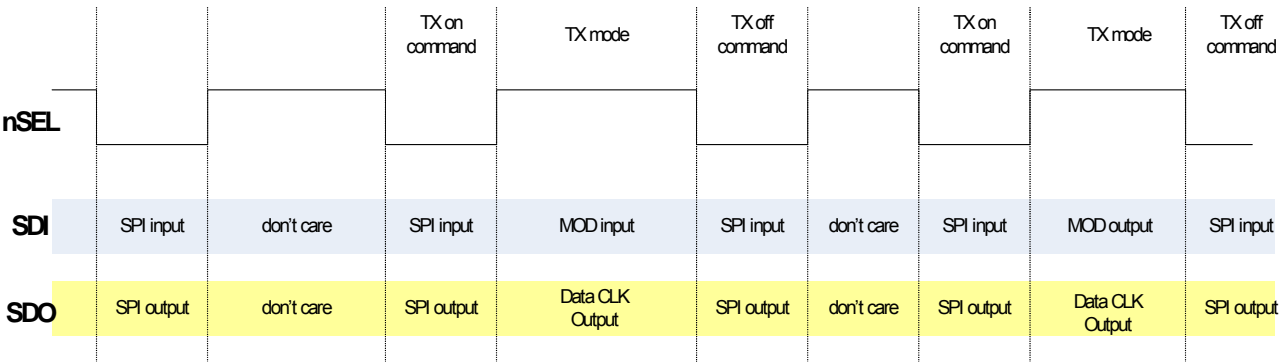 TX on
command
TX mode
TX off
command
TX on
command
TX mode
TX off
command
nSEL
SDI
SPI input
don't care
SPI input
MOD input
SPI input
don't care
SPI input
MOD output
SPI input
SDO
SPI output
don't care
SPI output
Data CLK
Output
SPI output
don't care
SPI output
Data CLK
Output
SPI output